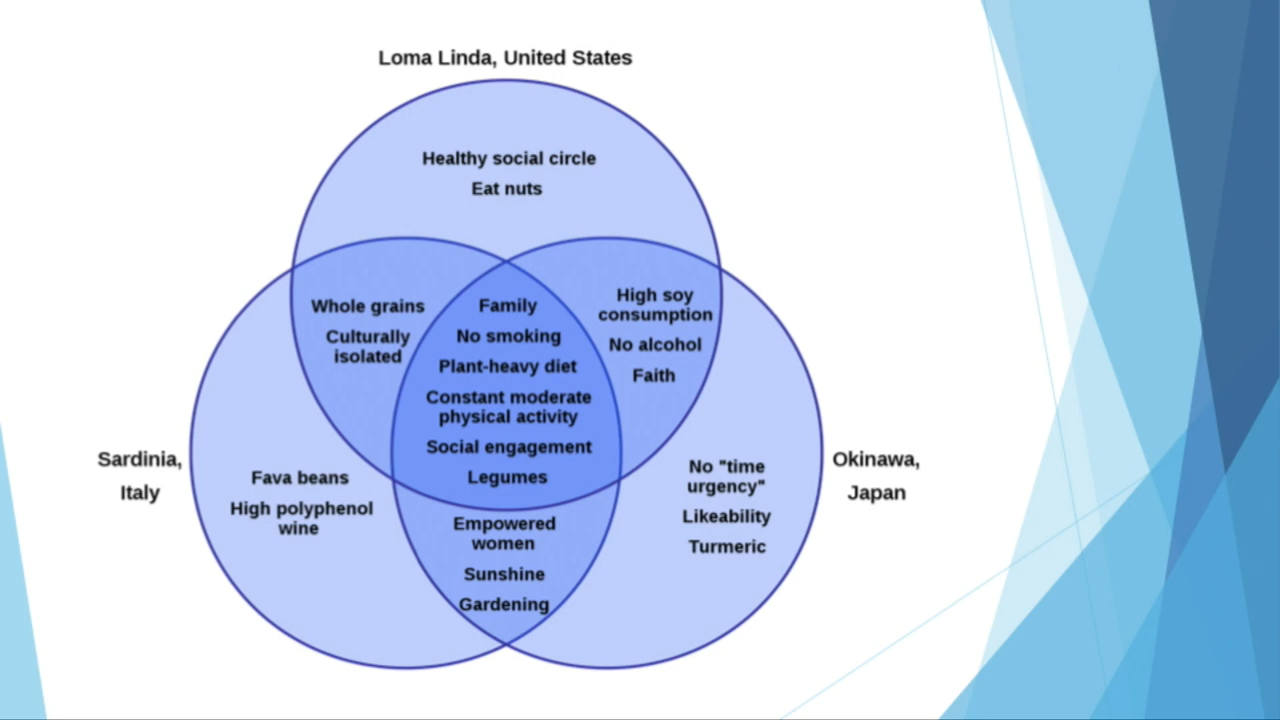 Loma Linda, United States
Healthy social circle
Eat nuts
Whole grains
Culturally
isolated
Family
No smoking
Plant-heavy diet
Constant moderate
physical activity
Social engagement
Legumes
High soy
consumption
No alcohol
Faith
Sardinia,
Italy
Fava beans
High polyphenol
wine
Empowered
women
Sunshine
Gardening
No "time
urgency"
Likeability
Turmeric
Okinawa,
Japan